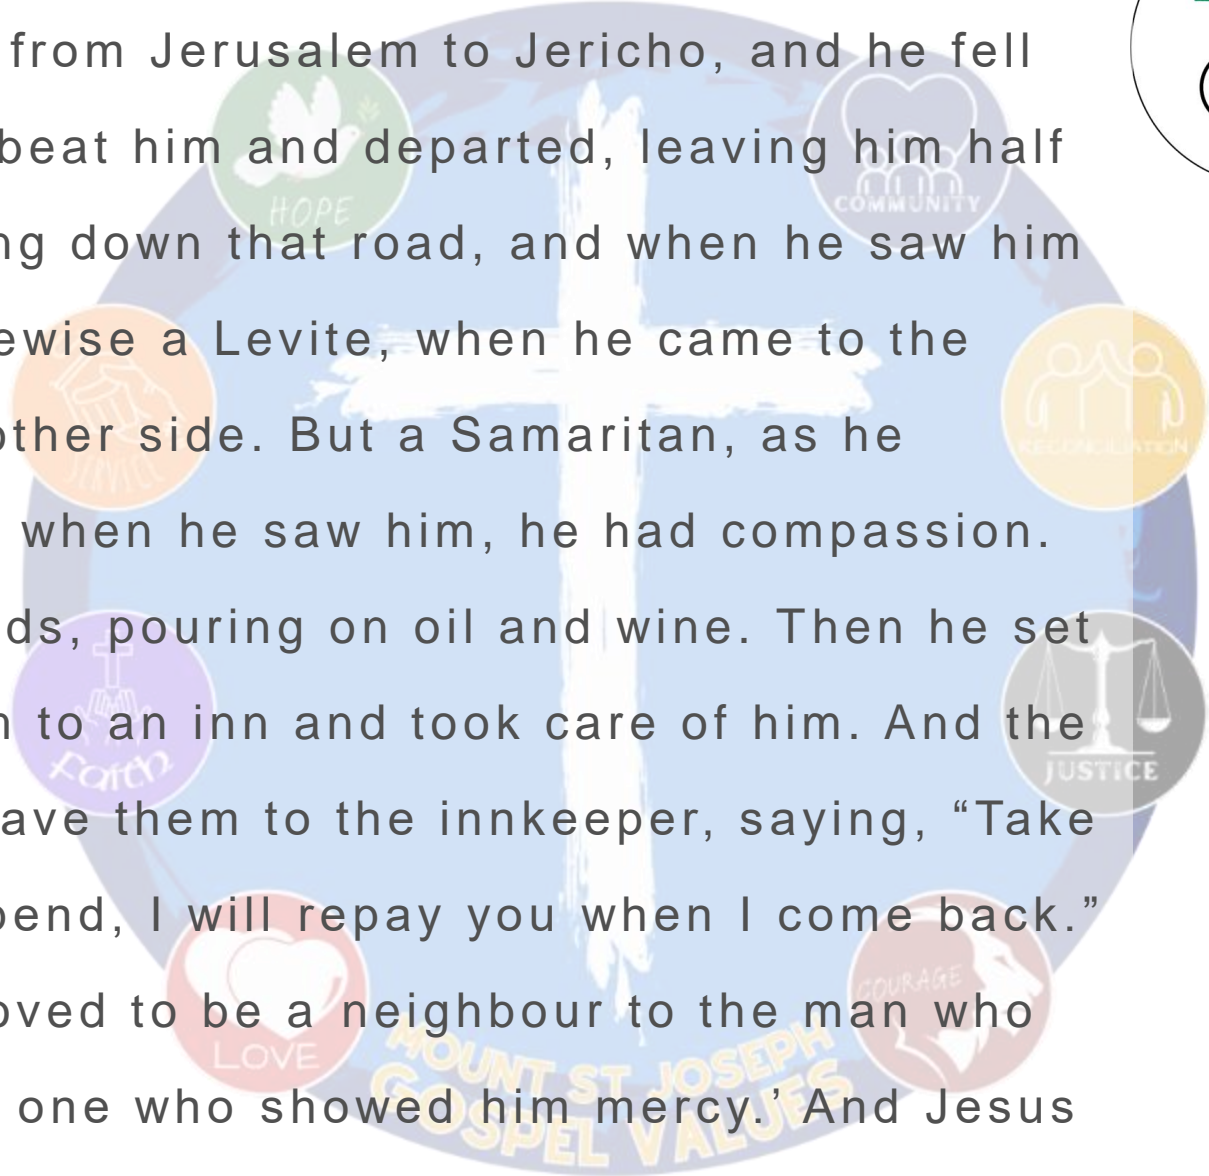 from Jerusalem to Jericho, and he fell
beat him and departed, leaving him half
HOPE
COMMUNITY
ng down that road, and when he saw him
ewise a Levite, when he came to the
other side. But a Samaritan, as he
SERVICE
RECONCILIATION
when he saw him, he had compassion.
ds, pouring on oil and wine. Then he set
to an inn and took care of him. And the
Faith
JUSTICE
ave them to the innkeeper, saying, “Take
pend, I will repay you when I come back.”
COURAGE
oved to be a neighbour to the man who
LOVE
MOUNT ST JOSEPH
one who showed him mercy.’ And Jesus
GOSPEL VALUES